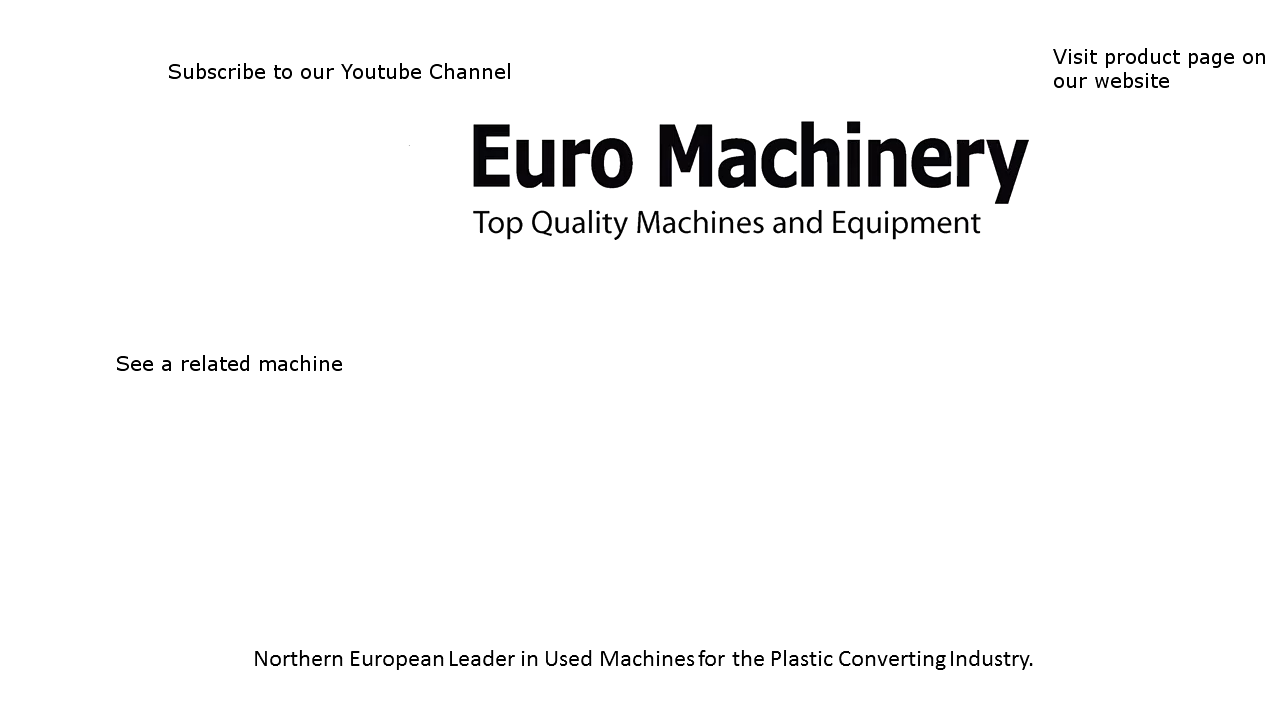 Subscribe to our Youtube Channel
Visit product page on
our website
Euro Machinery
Top Quality Machines and Equipment
See a related machine
Northern European Leader in Used Machines for the Plastic Converting Industry.